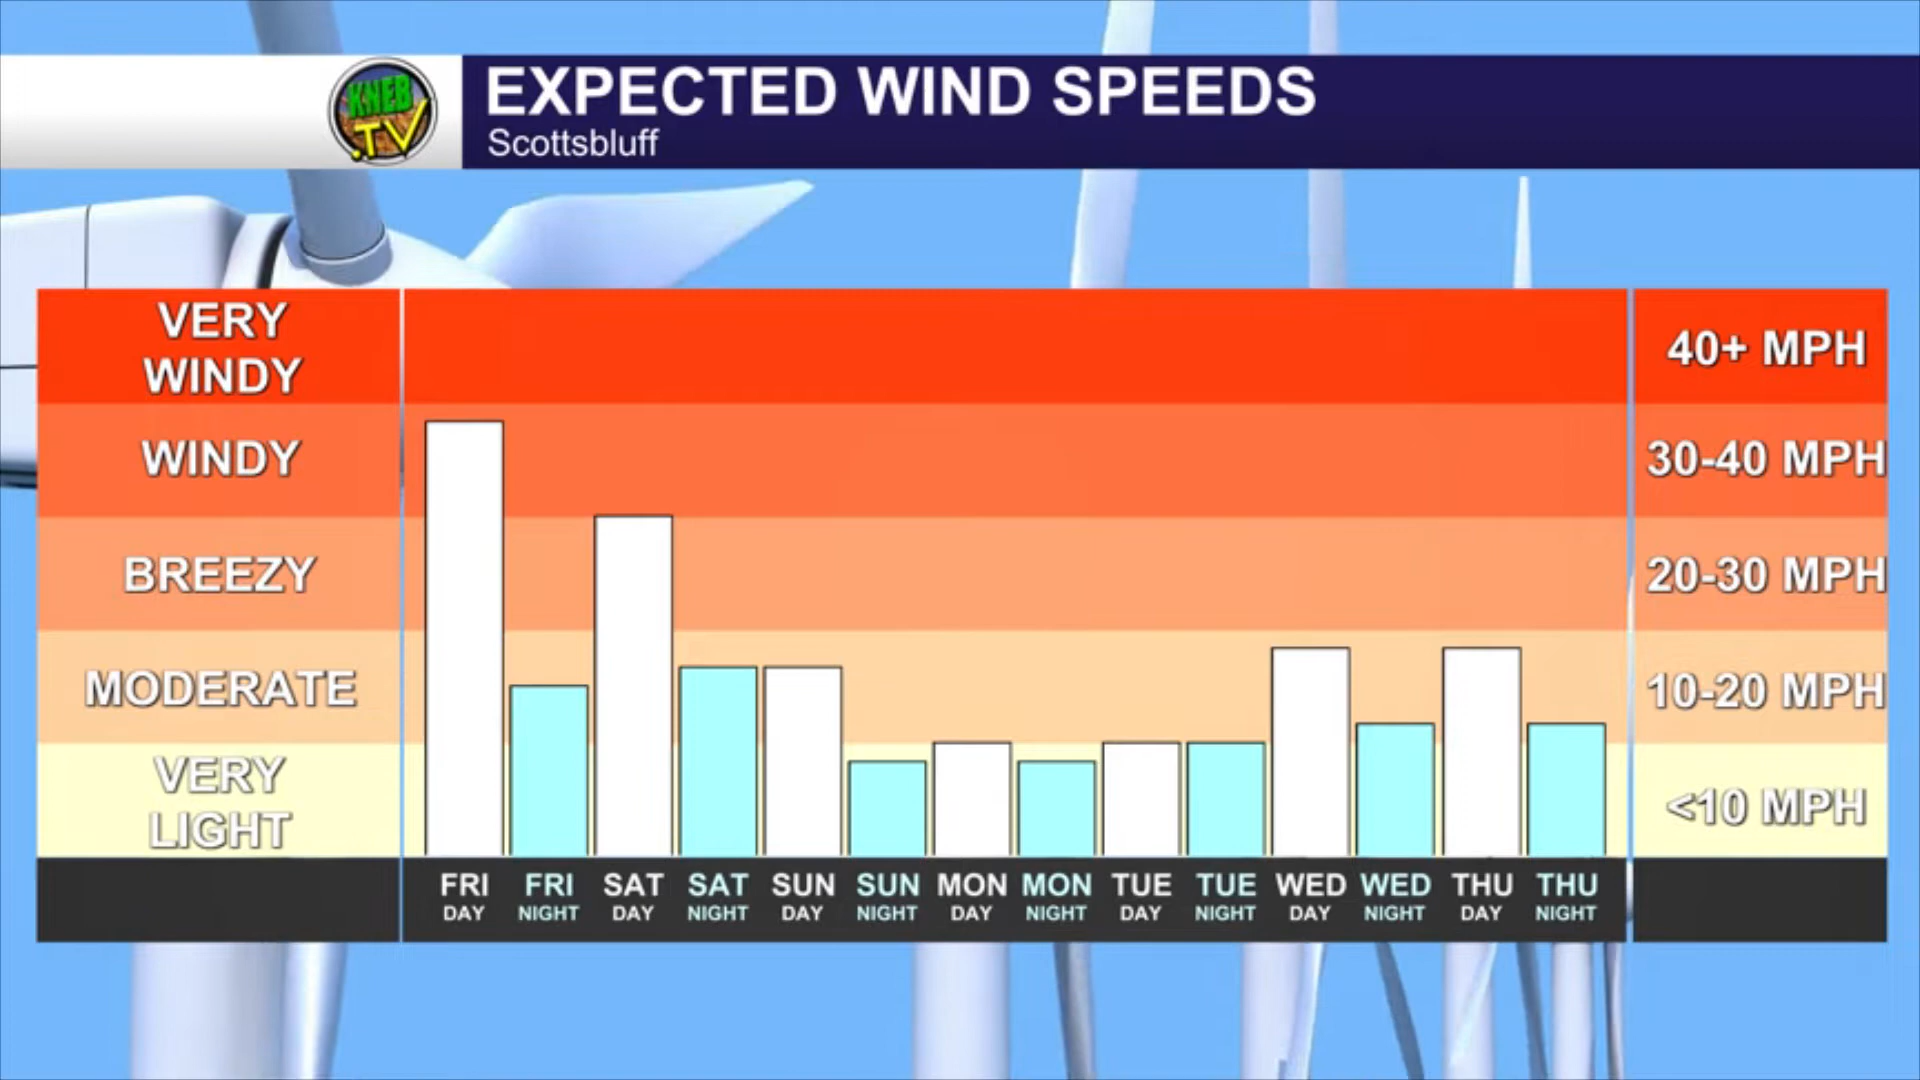 KNEB
.TV
EXPECTED WIND SPEEDS
Scottsbluff
VERY
WINDY
40+ MPH
WINDY
30-40 MPH
BREEZY
20-30 MPH
MODERATE
10-20 MPH
VERY
LIGHT
<10 MPH
FRI FRI SAT SAT SUN SUN MON MON TUE TUE WED WED THU THU
DAY NIGHT DAY NIGHT DAY NIGHT DAY NIGHT DAY NIGHT DAY NIGHT DAY NIGHT